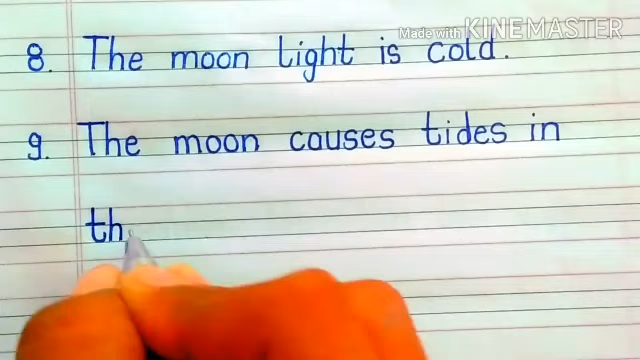 Made with KINEMASTER
8. The moon light is cold.
9. The moon causes tides in
th